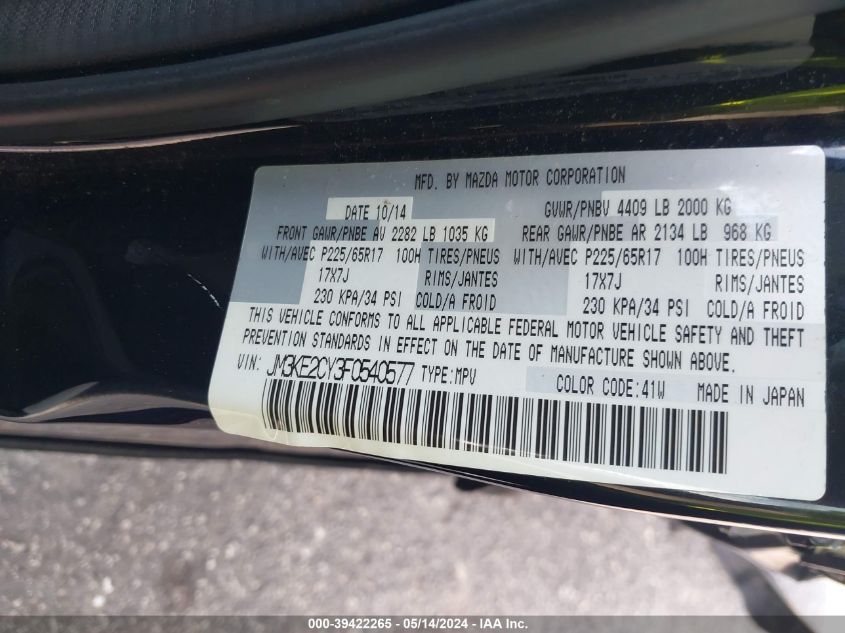 MFD. BY MAZDA MOTOR CORPORATION
DATE 10/14 GVWR/PNBV 4409 LB 2000 KG
FRONT GAWR/PNBE AV 2282 LB 1035 KG REAR GAWR/PNBE AR 2134 LB 968 KG
WITH/AVEC P225/65R17 100H TIRES/PNEUS WITH/AVEC P225/65R17 100H TIRES/PNEUS
17X7J RIMS/JANTES 17X7J RIMS/JANTES
230 KPA/34 PSI COLD/A FROID 230 KPA/34 PSI COLD/A FROID
THIS VEHICLE CONFORMS TO ALL APPLICABLE FEDERAL MOTOR VEHICLE SAFETY AND THEFT
PREVENTION STANDARDS IN EFFECT ON THE DATE OF MANUFACTURE SHOWN ABOVE.
VIN: JM3KE2CY3F0540577 TYPE:MPV
COLOR CODE:41W MADE IN JAPAN
000-39422265 - 05/14/2024 - IAA Inc.